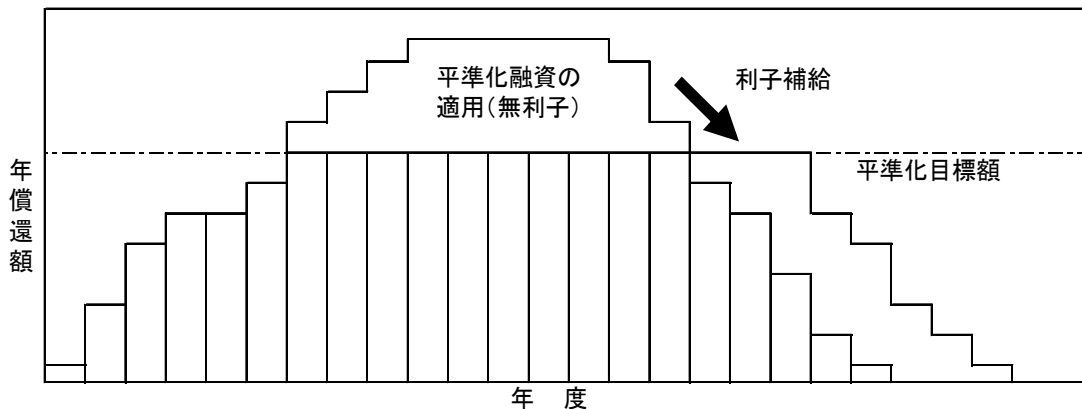 平準化融資の
適用(無利子)
利子補給
平準化目標額
年償還額
年 度